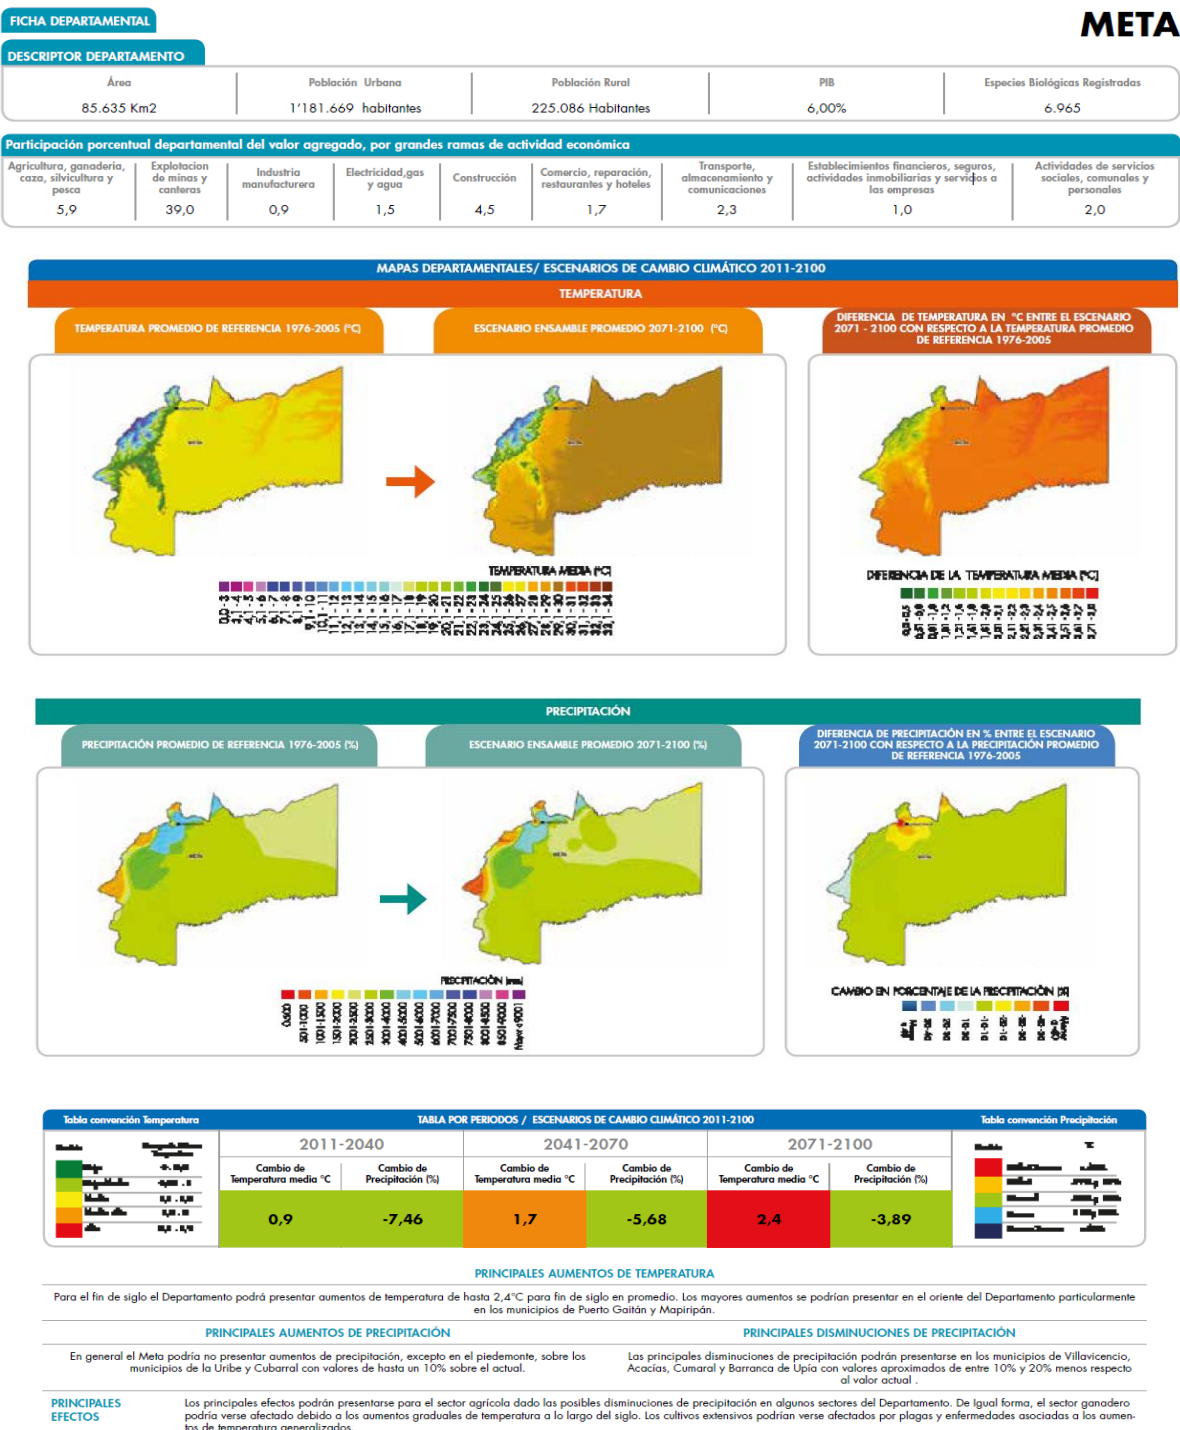 FICHA DEPARTAMENTAL
META
DESCRIPTOR DEPARTAMENTO
Área
Población Urbana
Población Rural
PIB
Especies Biológicas Registradas
85.635 Km2
1'181.669 habitantes
225.086 Habitantes
6,00%
6.965
Participación porcentual departamental del valor agregado, por grandes ramas de actividad económica
Agricultura, ganadería,
caza, silvicultura y
pesca
Explotacion
de minas y
canteras
Industria
manufacturera
Electricidad,gas
y agua
Construcción
Comercio, reparación,
restaurantes y hoteles
Transporte,
almacenamiento y
comunicaciones
Establecimientos financieros, seguros,
actividades inmobiliarias y servicios a
las empresas
Actividades de servicios
sociales, comunales y
personales
5,9
39,0
0,9
1,5
4,5
1,7
2,3
1,0
2,0
MAPAS DEPARTAMENTALES/ ESCENARIOS DE CAMBIO CLIMÁTICO 2011-2100
TEMPERATURA
TEMPERATURA PROMEDIO DE REFERENCIA 1976-2005 (°C)
ESCENARIO ENSAMBLE PROMEDIO 2071-2100 (°C)
DIFERENCIA DE TEMPERATURA EN °C ENTRE EL ESCENARIO
2071 - 2100 CON RESPECTO A LA TEMPERATURA PROMEDIO
DE REFERENCIA 1976-2005
TEMPERATURA MEDIA (°C)
DIFERENCIA DE LA TEMPERATURA MEDIA (°C)
PRECIPITACIÓN
PRECIPITACIÓN PROMEDIO DE REFERENCIA 1976-2005 (%)
ESCENARIO ENSAMBLE PROMEDIO 2071-2100 (%)
DIFERENCIA DE PRECIPITACIÓN EN % ENTRE EL ESCENARIO
2071-2100 CON RESPECTO A LA PRECIPITACIÓN PROMEDIO
DE REFERENCIA 1976-2005
PRECIPITACIÓN (mm)
CAMBIO EN PORCENTAJE DE LA PRECIPITACIÓN (%)
Tabla convención Temperatura
TABLA POR PERIODOS / ESCENARIOS DE CAMBIO CLIMÁTICO 2011-2100
Tabla convención Precipitación
2011-2040
2041-2070
2071-2100
Cambio de
Temperatura media °C
Cambio de
Precipitación (%)
Cambio de
Temperatura media °C
Cambio de
Precipitación (%)
Cambio de
Temperatura media °C
Cambio de
Precipitación (%)
0,9
-7,46
1,7
-5,68
2,4
-3,89
PRINCIPALES AUMENTOS DE TEMPERATURA
Para el fin de siglo el Departamento podrá presentar aumentos de temperatura de hasta 2,4°C para fin de siglo en promedio. Los mayores aumentos se podrían presentar en el oriente del Departamento particularmente
en los municipios de Puerto Gaitán y Mapiripán.
PRINCIPALES AUMENTOS DE PRECIPITACIÓN
En general el Meta podría no presentar aumentos de precipitación, excepto en el piedemonte, sobre los
municipios de la Uribe y Cubarral con valores de hasta un 10% sobre el actual.
PRINCIPALES DISMINUCIONES DE PRECIPITACIÓN
Las principales disminuciones de precipitación podrán presentarse en los municipios de Villavicencio,
Acacías, Cumaral y Barranca de Upía con valores aproximados de entre 10% y 20% menos respecto
al valor actual .
PRINCIPALES
EFECTOS
Los principales efectos podrán presentarse para el sector agrícola dado las posibles disminuciones de precipitación en algunos sectores del Departamento. De Igual forma, el sector ganadero
podría verse afectado debido a los aumentos graduales de temperatura a lo largo del siglo. Los cultivos extensivos podrían verse afectados por plagas y enfermedades asociadas a los aumen-
tos de temperatura generalizados.